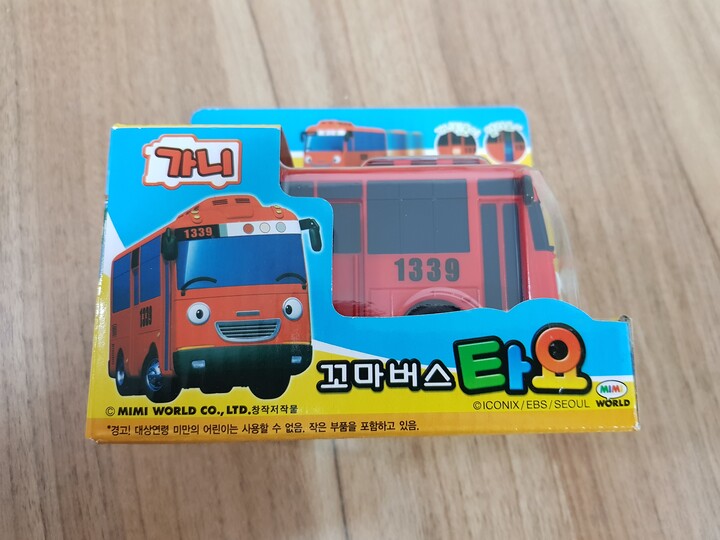 가니
1339
1339
1339
꼬마버스 타요
© MIMI WORLD CO., LTD. 창작저작물
©ICONIX/EBS/SEOUL
MIMI
WORLD
*경고! 대상연령 미만의 어린이는 사용할 수 없음. 작은 부품을 포함하고 있음.